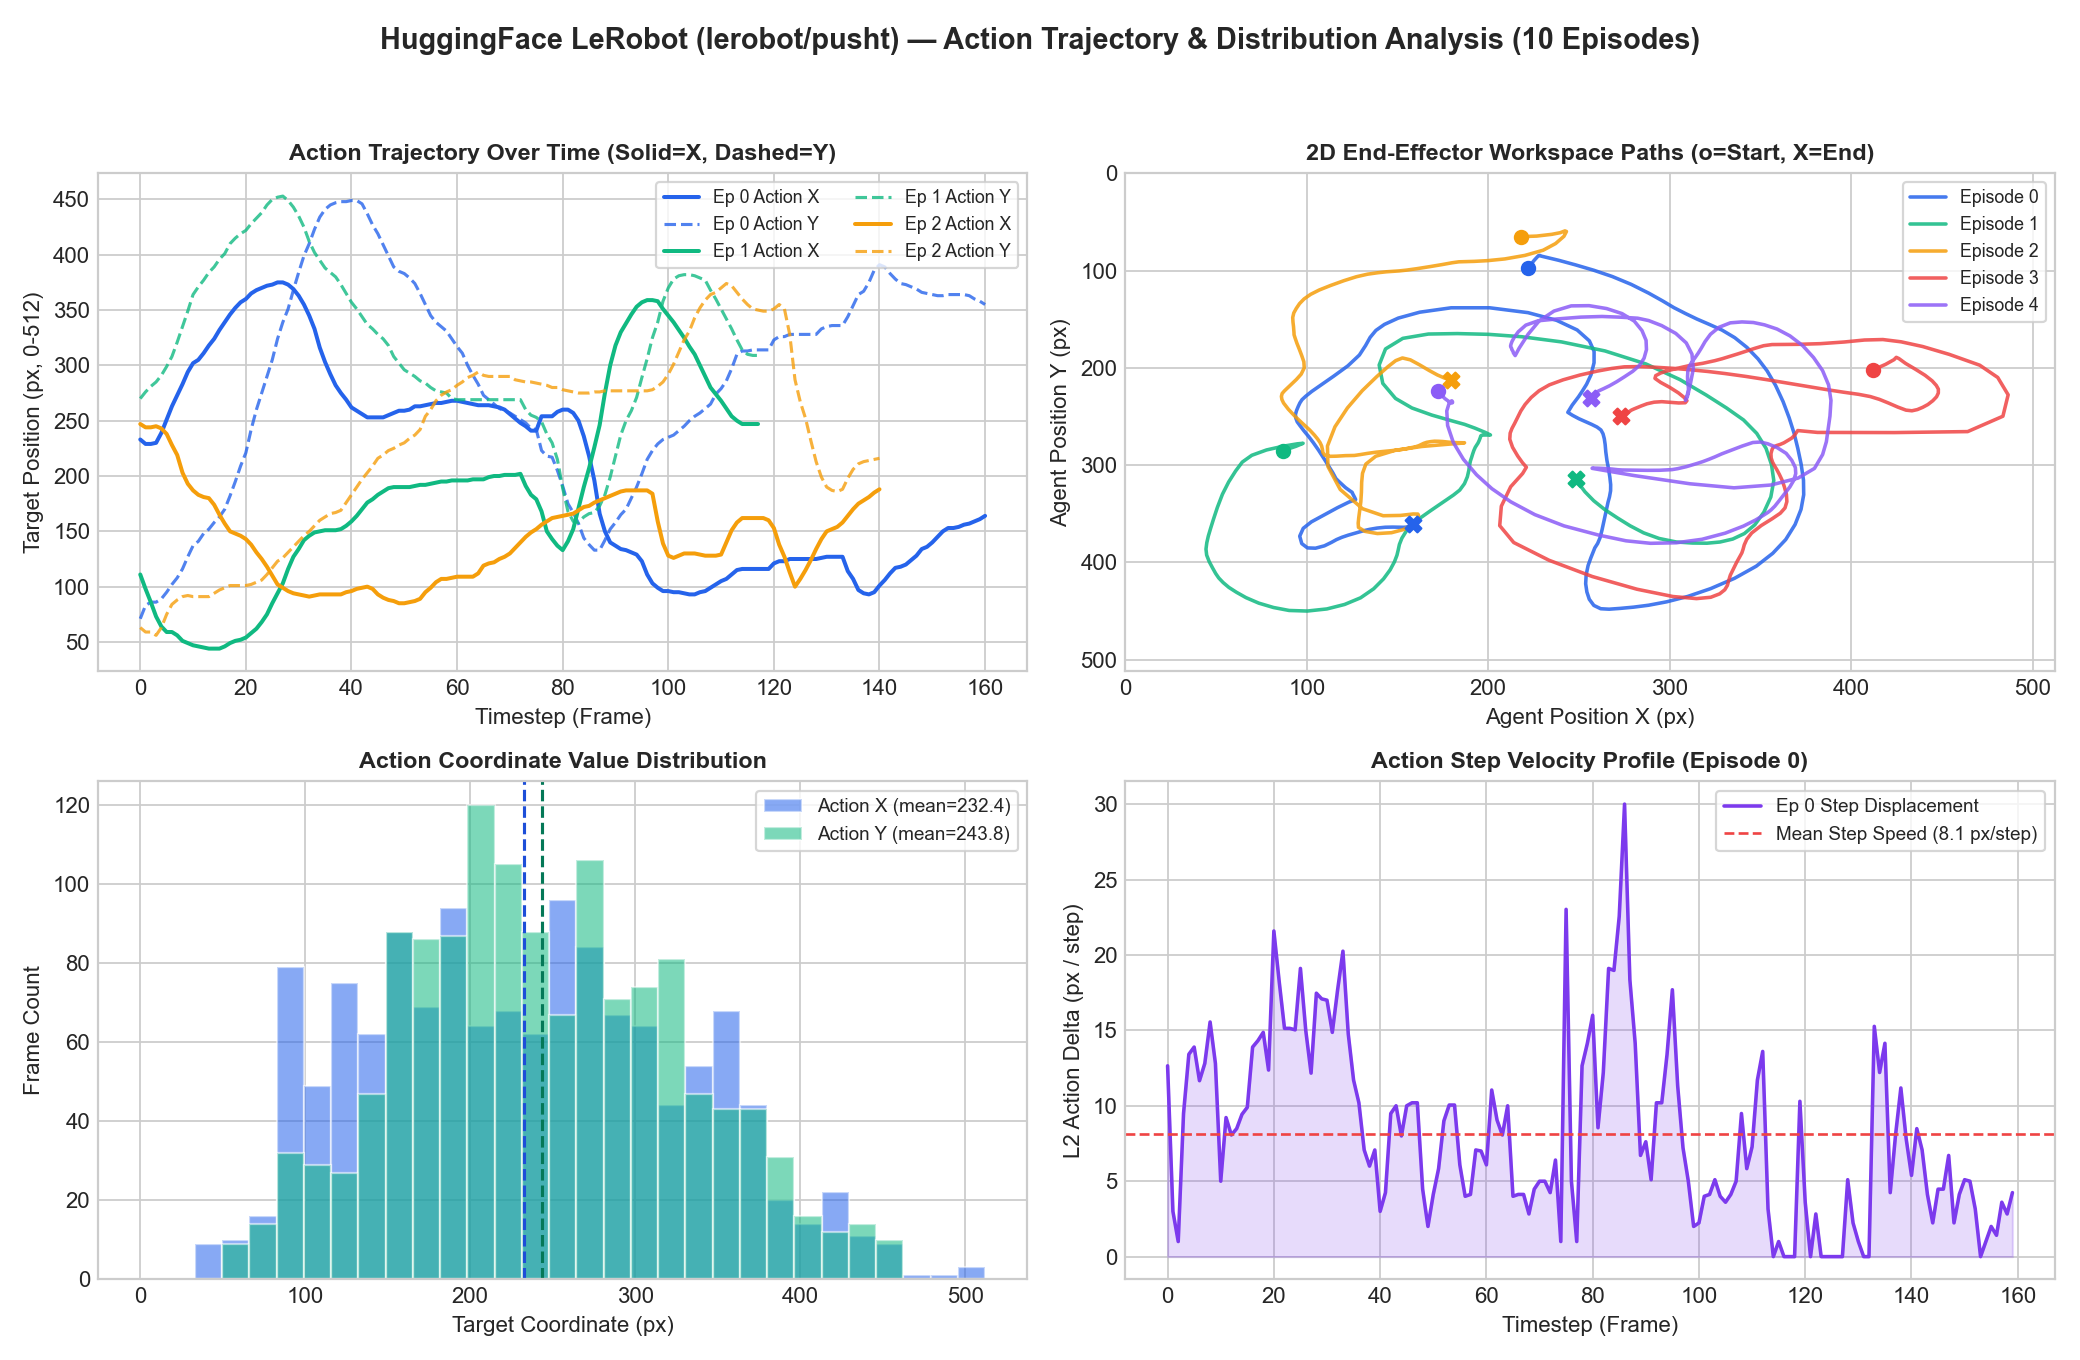 HuggingFace LeRobot (lerobot/pusht) — Action Trajectory & Distribution Analysis (10 Episodes)
Action Trajectory Over Time (Solid=X, Dashed=Y)
Target Position (px, 0-512)
450
400
350
300
250
200
150
100
50
Ep 0 Action X
Ep 0 Action Y
Ep 1 Action X
Ep 1 Action Y
Ep 2 Action X
Ep 2 Action Y
0 20 40 60 80 100 120 140 160
Timestep (Frame)
2D End-Effector Workspace Paths (o=Start, X=End)
Agent Position Y (px)
0
100
200
300
400
500
Episode 0
Episode 1
Episode 2
Episode 3
Episode 4
0 100 200 300 400 500
Agent Position X (px)
Action Coordinate Value Distribution
Frame Count
120
100
80
60
40
20
0
Action X (mean=232.4)
Action Y (mean=243.8)
0 100 200 300 400 500
Target Coordinate (px)
Action Step Velocity Profile (Episode 0)
L2 Action Delta (px / step)
30
25
20
15
10
5
0
Ep 0 Step Displacement
Mean Step Speed (8.1 px/step)
0 20 40 60 80 100 120 140 160
Timestep (Frame)